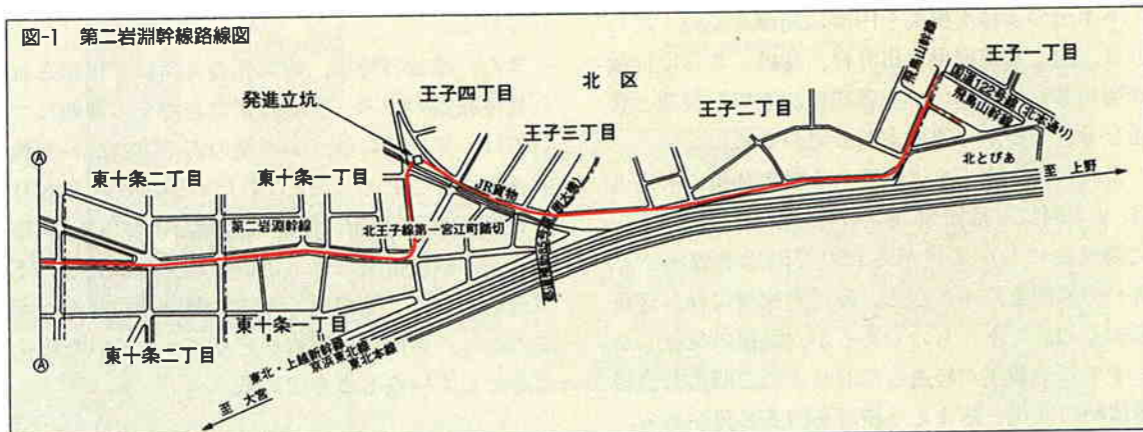 図-1　第二岩淵幹線路線図
北区
王子一丁目
飛鳥山幹線
国道122号線(北本通り)
飛鳥山幹線
王子二丁目
王子四丁目
発進立坑
王子三丁目
北とぴあ
至 上野
JR貨物
北王子線第一宮江町踏切
Ⓐ
東十条二丁目
東十条一丁目
第二岩淵幹線
東十条一丁目
東十条二丁目
Ⓐ
東北・上越新幹線
京浜東北線
東北本線
至 大宮